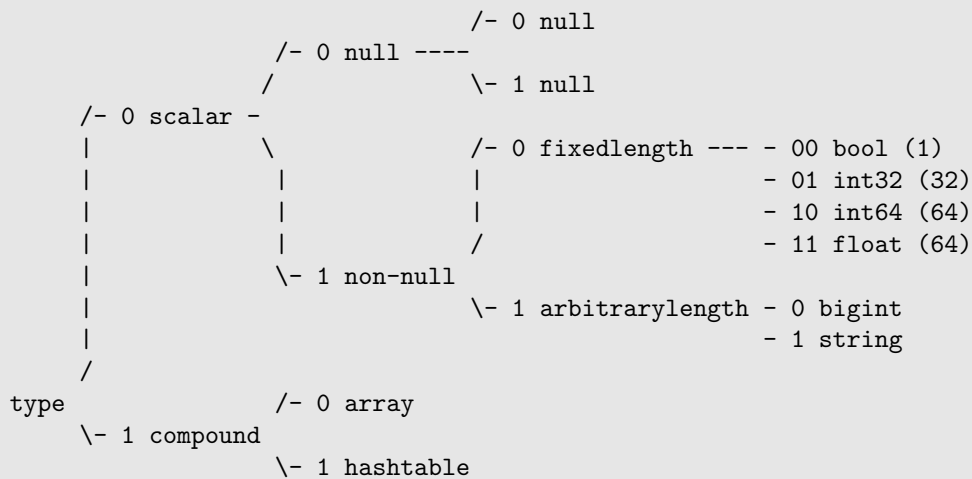 /- 0 null
                     /- 0 null ----
                    /               \- 1 null
      /- 0 scalar -
      |             \               /- 0 fixedlength --- - 00 bool (1)
      |              |              |                    - 01 int32 (32)
      |              |              |                    - 10 int64 (64)
      |              |              /                    - 11 float (64)
      |              \- 1 non-null
      |                             \- 1 arbitrarylength - 0 bigint
      |                                                  - 1 string
      /
type                 /- 0 array
      \- 1 compound
                     \- 1 hashtable